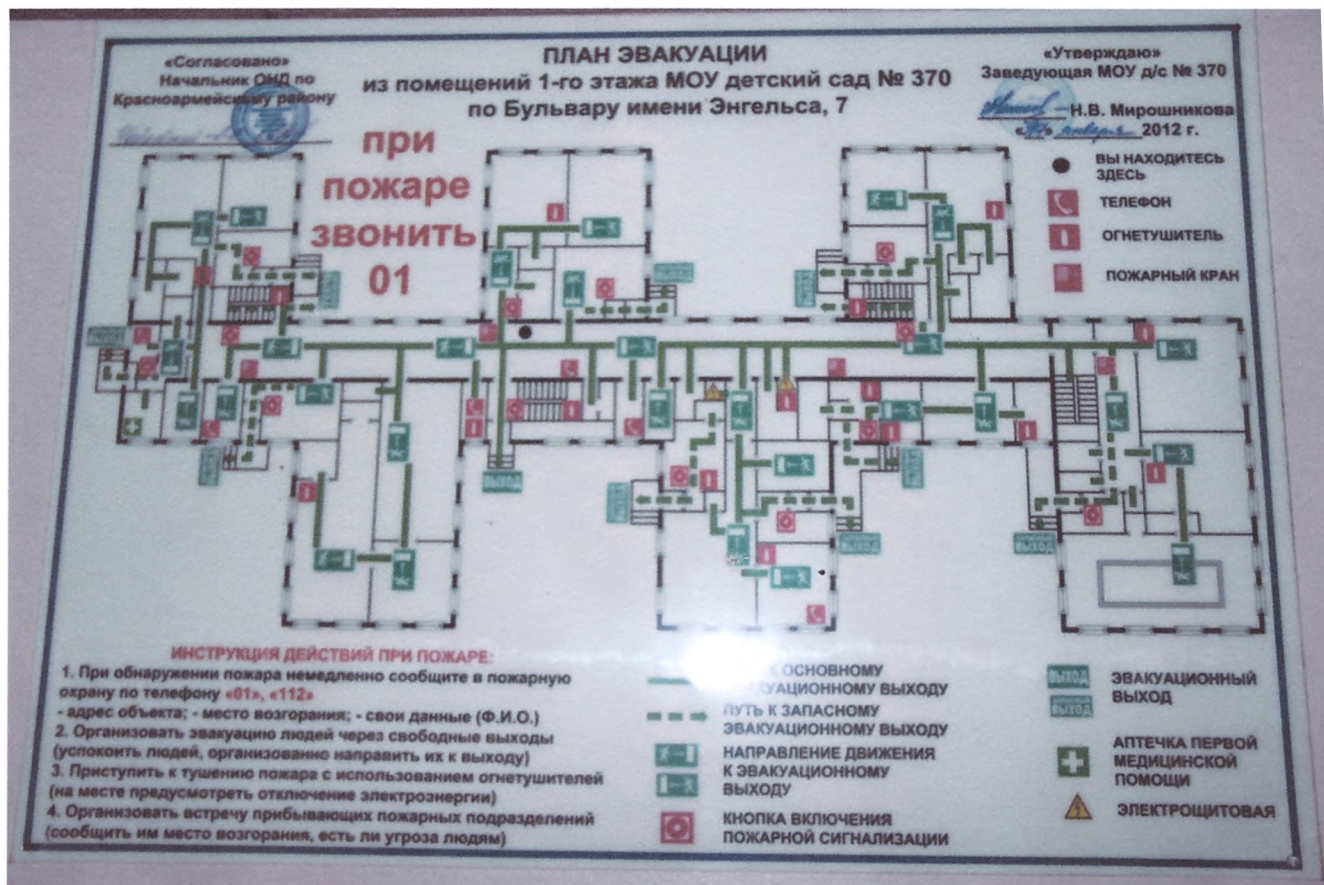 «Согласовано»
Начальник ОНД по
Красноармейскому району
ПЛАН ЭВАКУАЦИИ
из помещений 1-го этажа МОУ детский сад № 370
по Бульвару имени Энгельса, 7
«Утверждаю»
Заведующая МОУ д/с № 370
Н.В. Мирошникова
января 2012 г.
при
пожаре
звонить
01
ВЫ НАХОДИТЕСЬ
ЗДЕСЬ
ТЕЛЕФОН
ОГНЕТУШИТЕЛЬ
ПОЖАРНЫЙ КРАН
ВЫХОД
ВЫХОД
ВЫХОД
ИНСТРУКЦИЯ ДЕЙСТВИЙ ПРИ ПОЖАРЕ:
1. При обнаружении пожара немедленно сообщите в пожарную
охрану по телефону «01», «112»
- адрес объекта; - место возгорания; - свои данные (Ф.И.О.)
2. Организовать эвакуацию людей через свободные выходы
(успокоить людей, организованно направить их к выходу)
3. Приступить к тушению пожара с использованием огнетушителей
(на месте предусмотреть отключение электроэнергии)
4. Организовать встречу прибывающих пожарных подразделений
(сообщить им место возгорания, есть ли угроза людям)
К ОСНОВНОМУ
ВЫХОДУ
ПУТЬ К ЗАПАСНОМУ
ЭВАКУАЦИОННОМУ ВЫХОДУ
НАПРАВЛЕНИЕ ДВИЖЕНИЯ
К ЭВАКУАЦИОННОМУ
ВЫХОДУ
КНОПКА ВКЛЮЧЕНИЯ
ПОЖАРНОЙ СИГНАЛИЗАЦИИ
ВЫХОД
ВЫХОД
ЭВАКУАЦИОННЫЙ
ВЫХОД
АПТЕЧКА ПЕРВОЙ
МЕДИЦИНСКОЙ
ПОМОЩИ
ЭЛЕКТРОЩИТОВАЯ